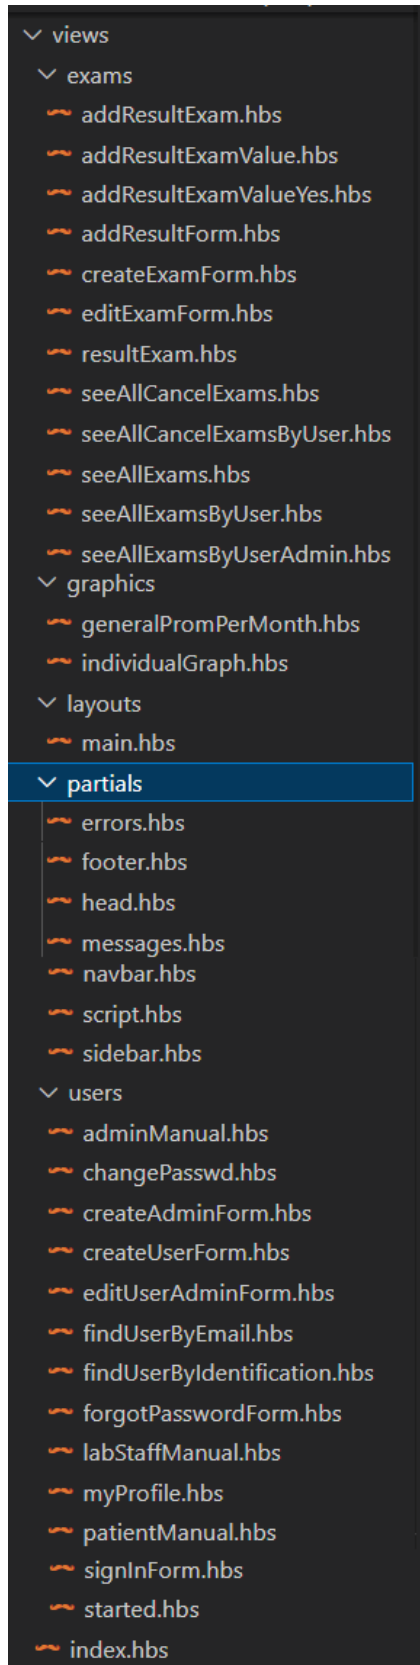 views
exams
addResultExam.hbs
addResultExamValue.hbs
addResultExamValueYes.hbs
addResultForm.hbs
createExamForm.hbs
editExamForm.hbs
resultExam.hbs
seeAllCancelExams.hbs
seeAllCancelExamsByUser.hbs
seeAllExams.hbs
seeAllExamsByUser.hbs
seeAllExamsByUserAdmin.hbs
graphics
generalPromPerMonth.hbs
individualGraph.hbs
layouts
main.hbs
partials
errors.hbs
footer.hbs
head.hbs
messages.hbs
navbar.hbs
script.hbs
sidebar.hbs
users
adminManual.hbs
changePasswd.hbs
createAdminForm.hbs
createUserForm.hbs
editUserAdminForm.hbs
findUserByEmail.hbs
findUserByIdentification.hbs
forgotPasswordForm.hbs
labStaffManual.hbs
myProfile.hbs
patientManual.hbs
signInForm.hbs
started.hbs
index.hbs